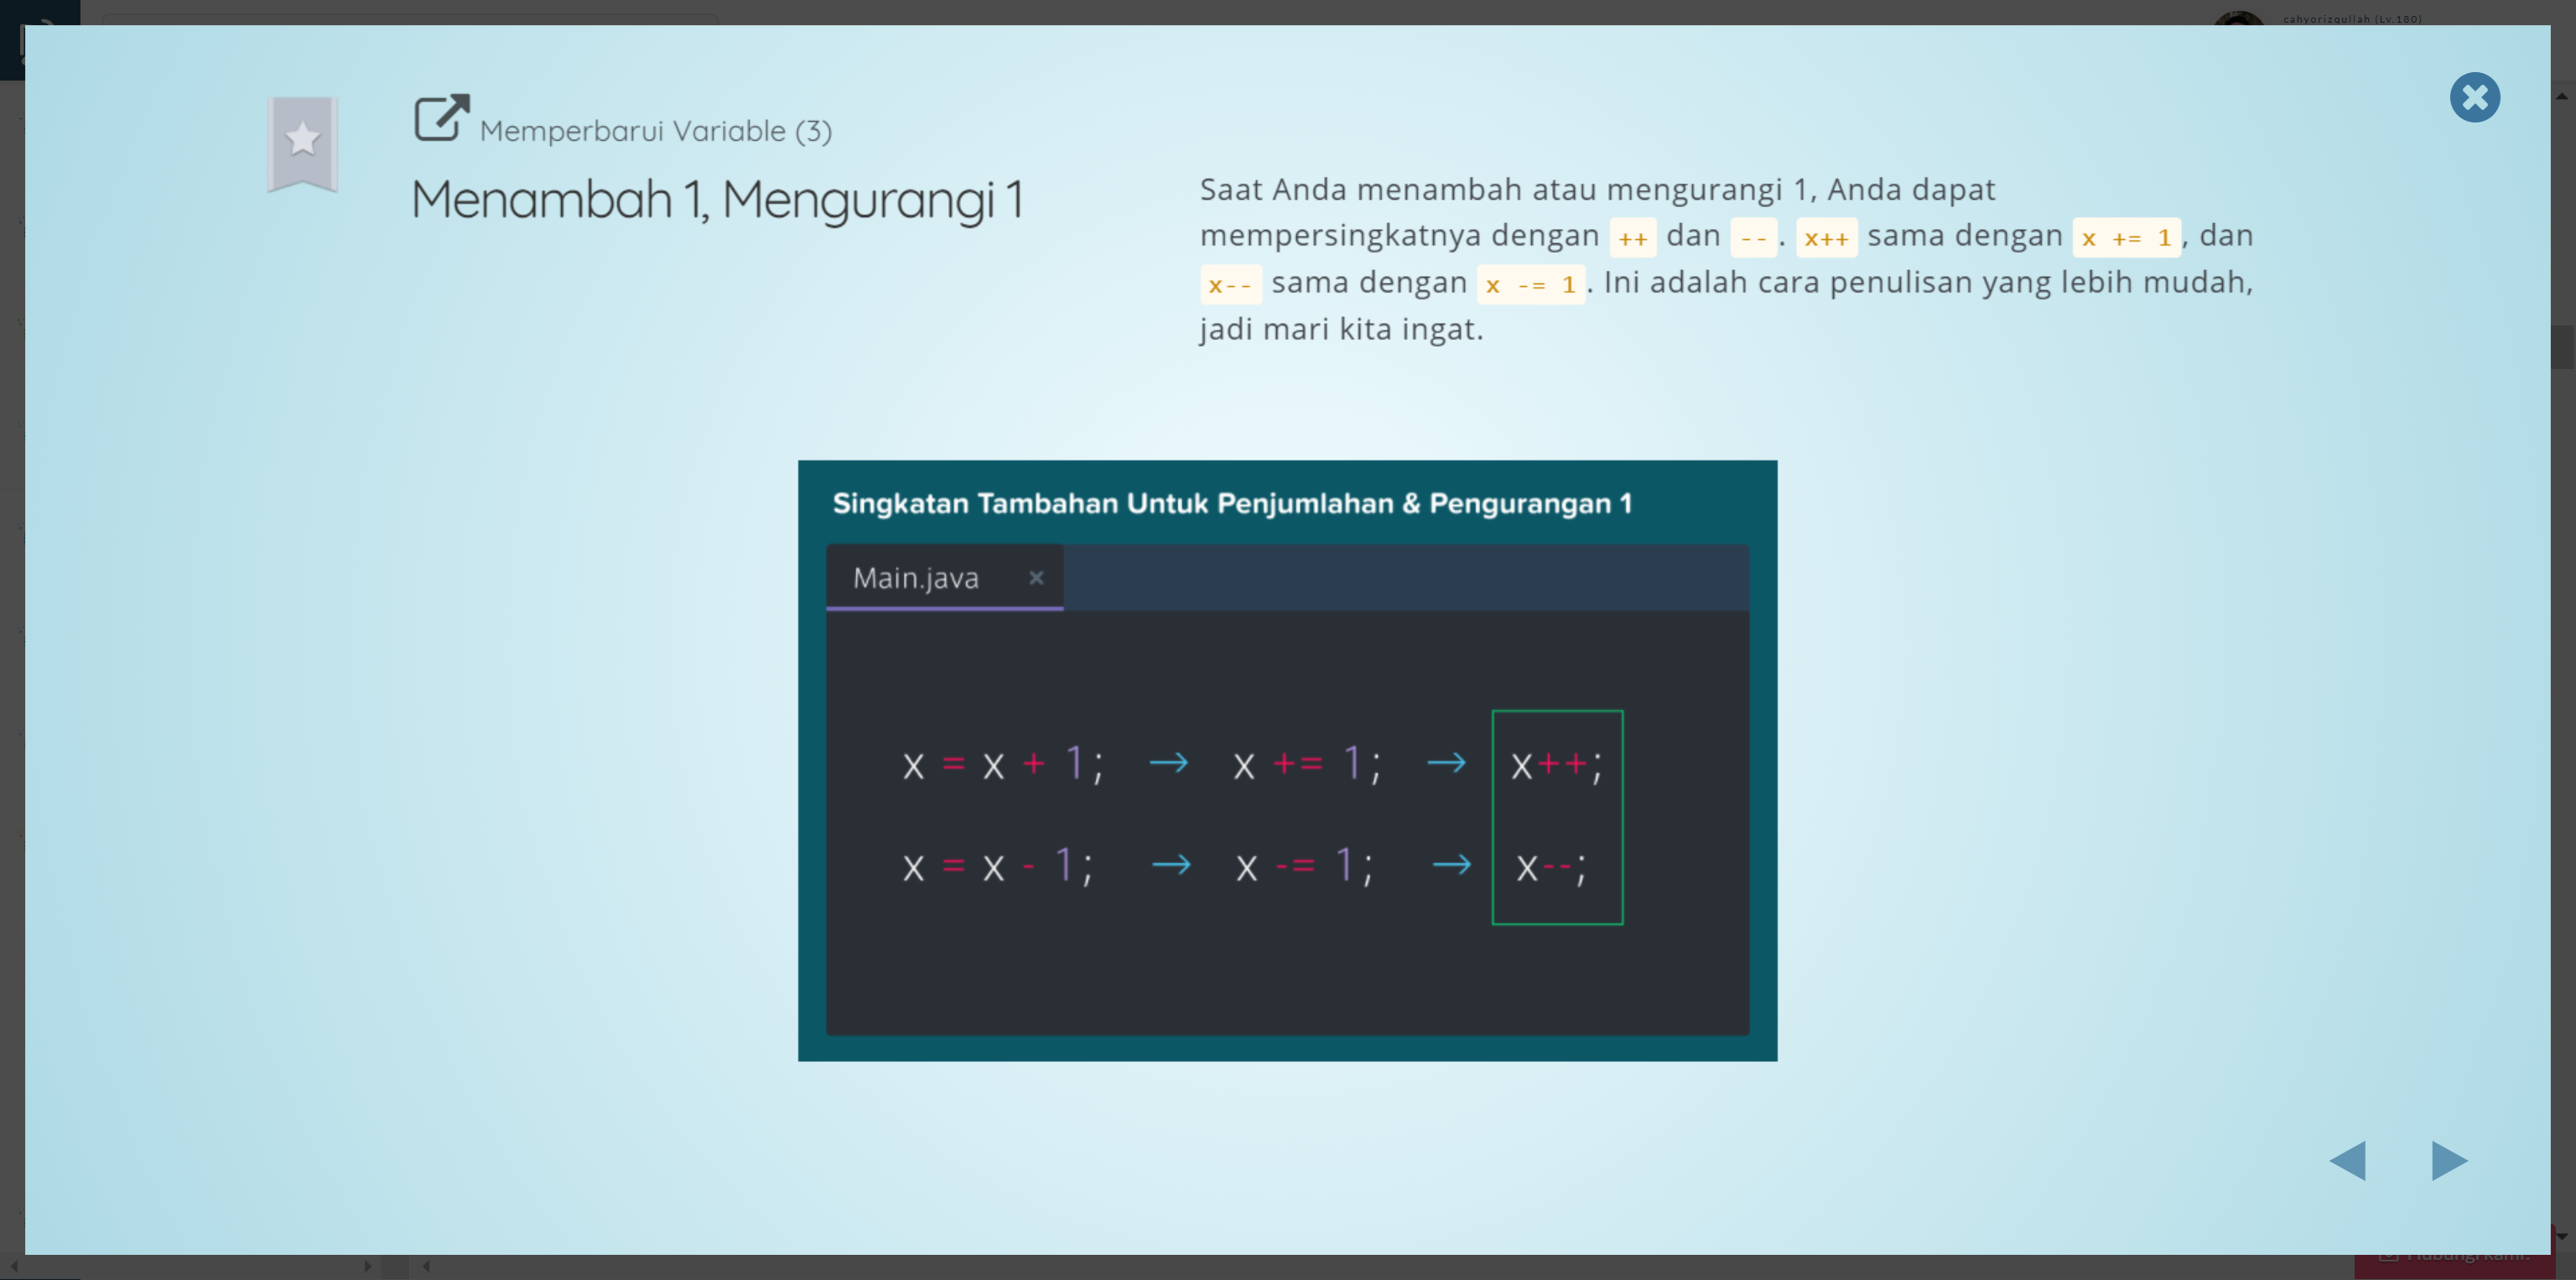 cahyorizqullah (Lv.180)
Memperbarui Variable (3)
Menambah 1, Mengurangi 1
Saat Anda menambah atau mengurangi 1, Anda dapat
mempersingkatnya dengan ++ dan --. x++ sama dengan x += 1, dan
x-- sama dengan x -= 1. Ini adalah cara penulisan yang lebih mudah,
jadi mari kita ingat.
Singkatan Tambahan Untuk Penjumlahan & Pengurangan 1
Main.java ×
x = x + 1; → x += 1; → x++;
x = x - 1; → x -= 1; → x--;